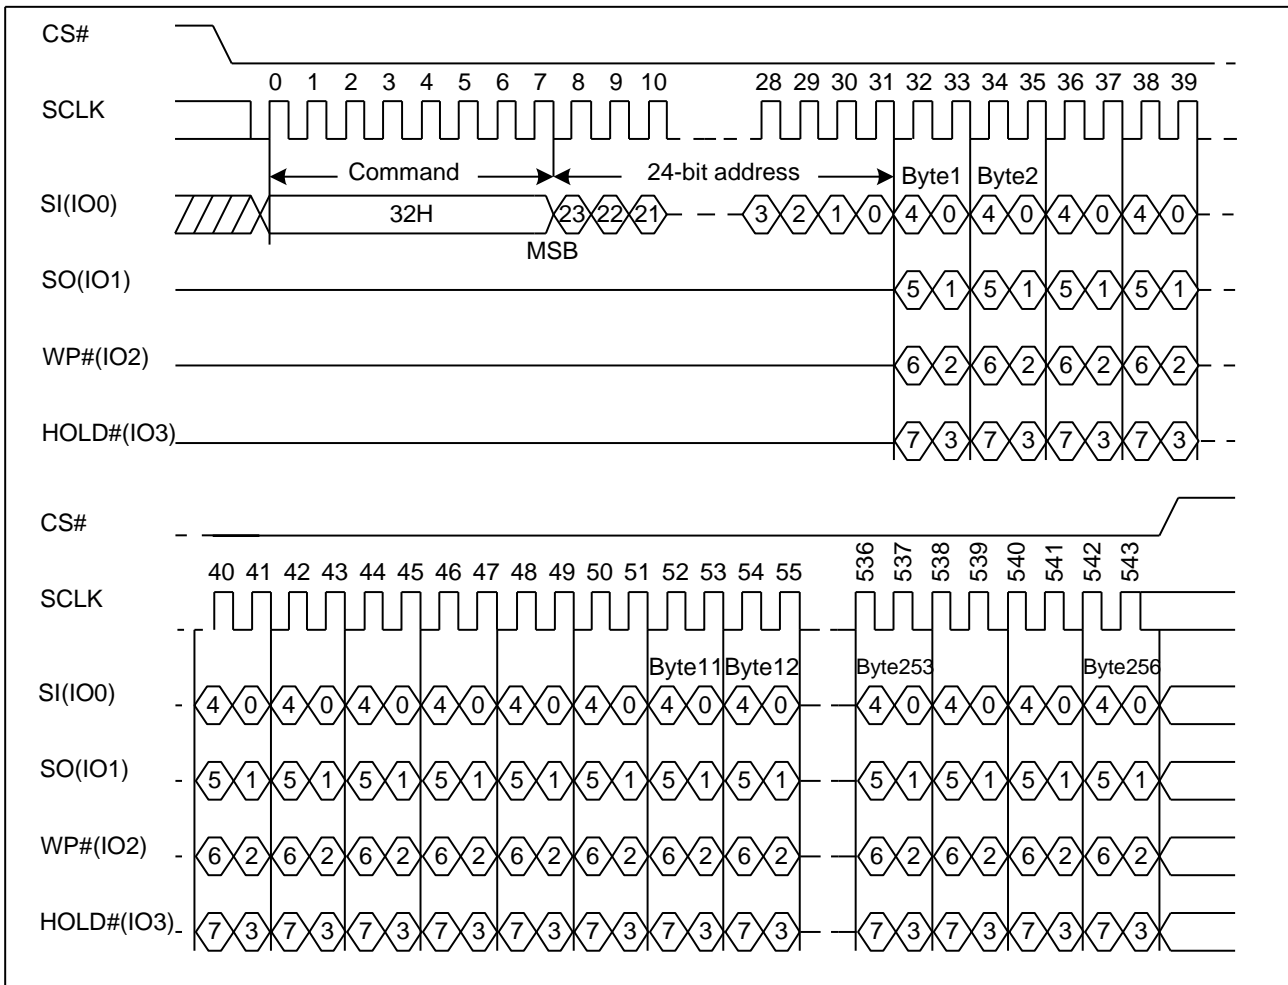 CS#
0 1 2 3 4 5 6 7 8 9 10 28 29 30 31 32 33 34 35 36 37 38 39
SCLK
Command 24-bit address Byte1 Byte2
SI(IO0) 32H 23 22 21 3 2 1 0 4 0 4 0 4 0 4 0
MSB
SO(IO1) 5 1 5 1 5 1 5 1
WP#(IO2) 6 2 6 2 6 2 6 2
HOLD#(IO3) 7 3 7 3 7 3 7 3
CS#
40 41 42 43 44 45 46 47 48 49 50 51 52 53 54 55 536 537 538 539 540 541 542 543
SCLK
Byte11 Byte12 Byte253 Byte256
SI(IO0) 4 0 4 0 4 0 4 0 4 0 4 0 4 0 4 0 4 0 4 0 4 0 4 0
SO(IO1) 5 1 5 1 5 1 5 1 5 1 5 1 5 1 5 1 5 1 5 1 5 1 5 1
WP#(IO2) 6 2 6 2 6 2 6 2 6 2 6 2 6 2 6 2 6 2 6 2 6 2 6 2
HOLD#(IO3) 7 3 7 3 7 3 7 3 7 3 7 3 7 3 7 3 7 3 7 3 7 3 7 3